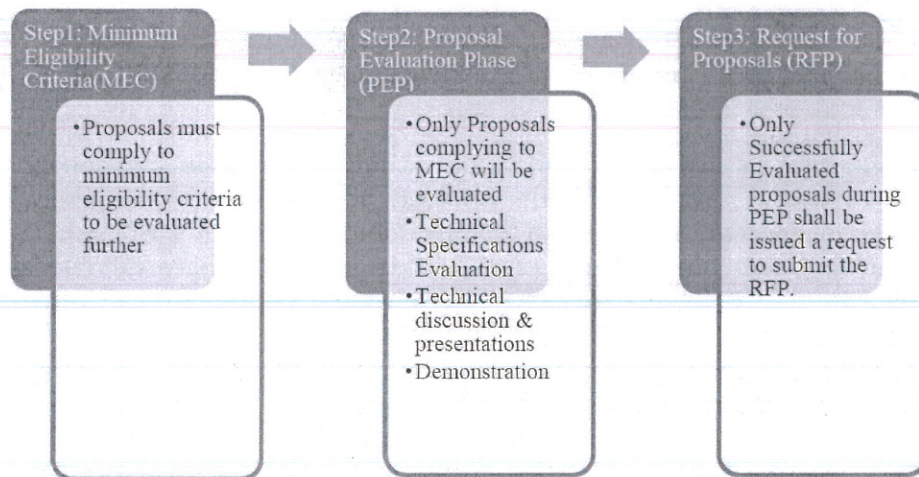 Step1: Minimum
Eligibility
Criteria(MEC)
•Proposals must
comply to
minimum
eligibility criteria
to be evaluated
further
Step2: Proposal
Evaluation Phase
(PEP)
•Only Proposals
complying to
MEC will be
evaluated
•Technical
Specifications
Evaluation
•Technical
discussion &
presentations
•Demonstration
Step3: Request for
Proposals (RFP)
•Only
Successfully
Evaluated
proposals during
PEP shall be
issued a request
to submit the
RFP.